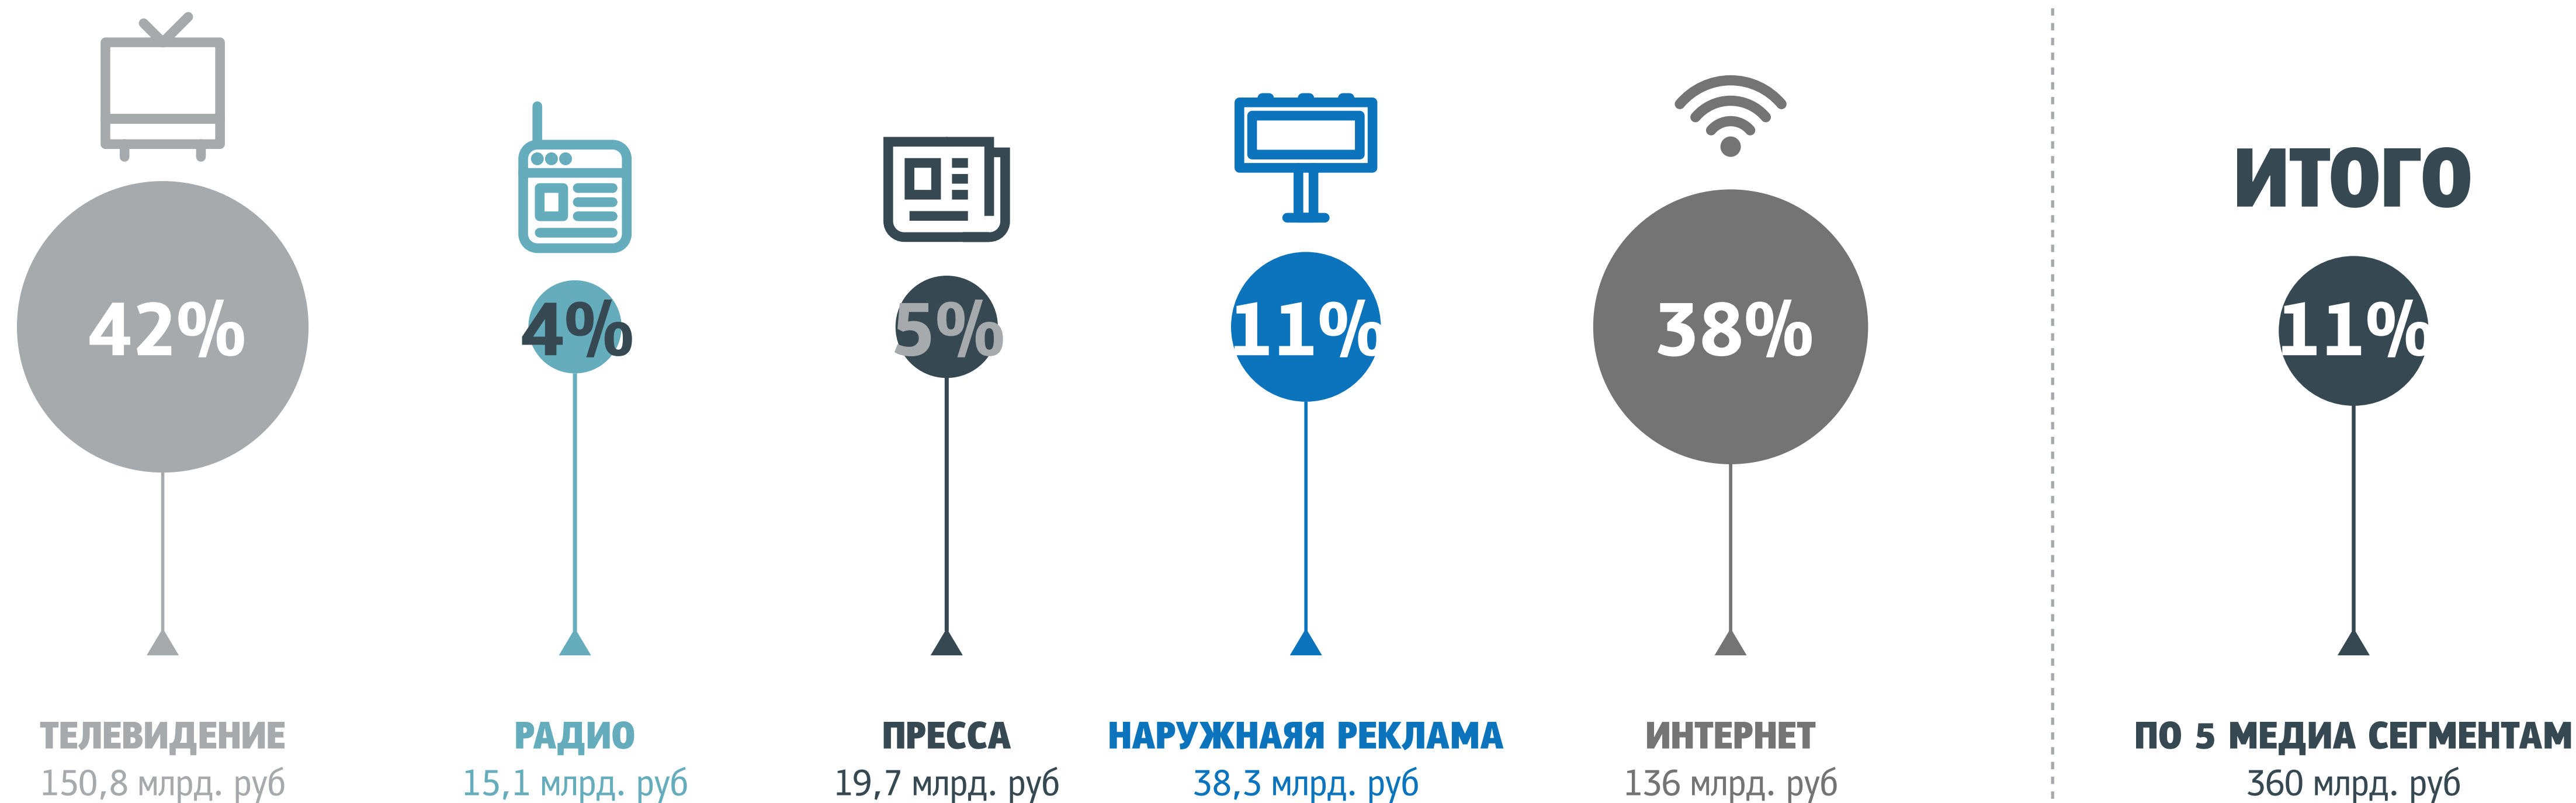 ИТОГО
42%
4%
5%
11%
38%
11%
ТЕЛЕВИДЕНИЕ
150,8 млрд. руб
РАДИО
15,1 млрд. руб
ПРЕССА
19,7 млрд. руб
НАРУЖНАЯЯ РЕКЛАМА
38,3 млрд. руб
ИНТЕРНЕТ
136 млрд. руб
ПО 5 МЕДИА СЕГМЕНТАМ
360 млрд. руб